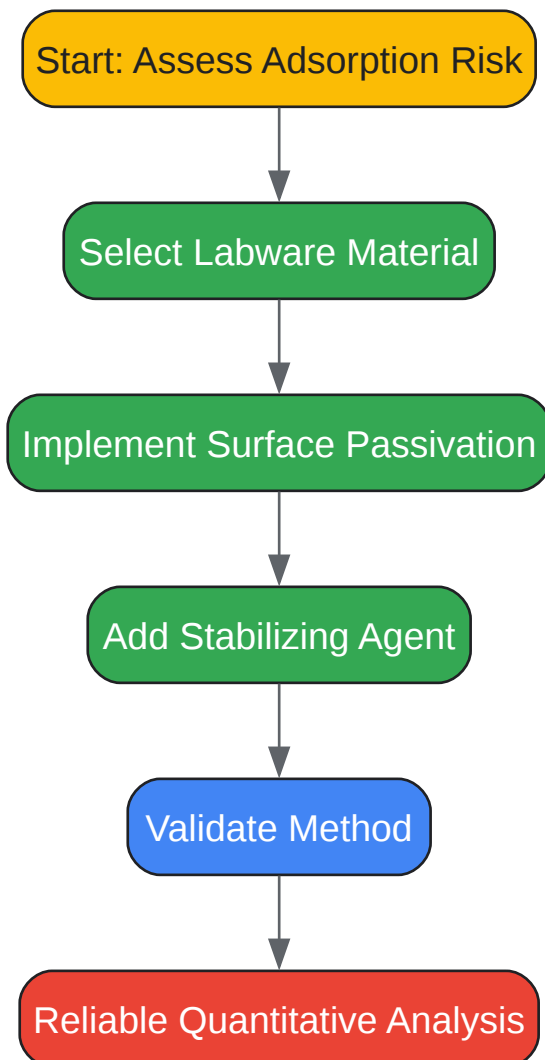 Start: Assess Adsorption Risk
Select Labware Material
Implement Surface Passivation
Add Stabilizing Agent
Validate Method
Reliable Quantitative Analysis